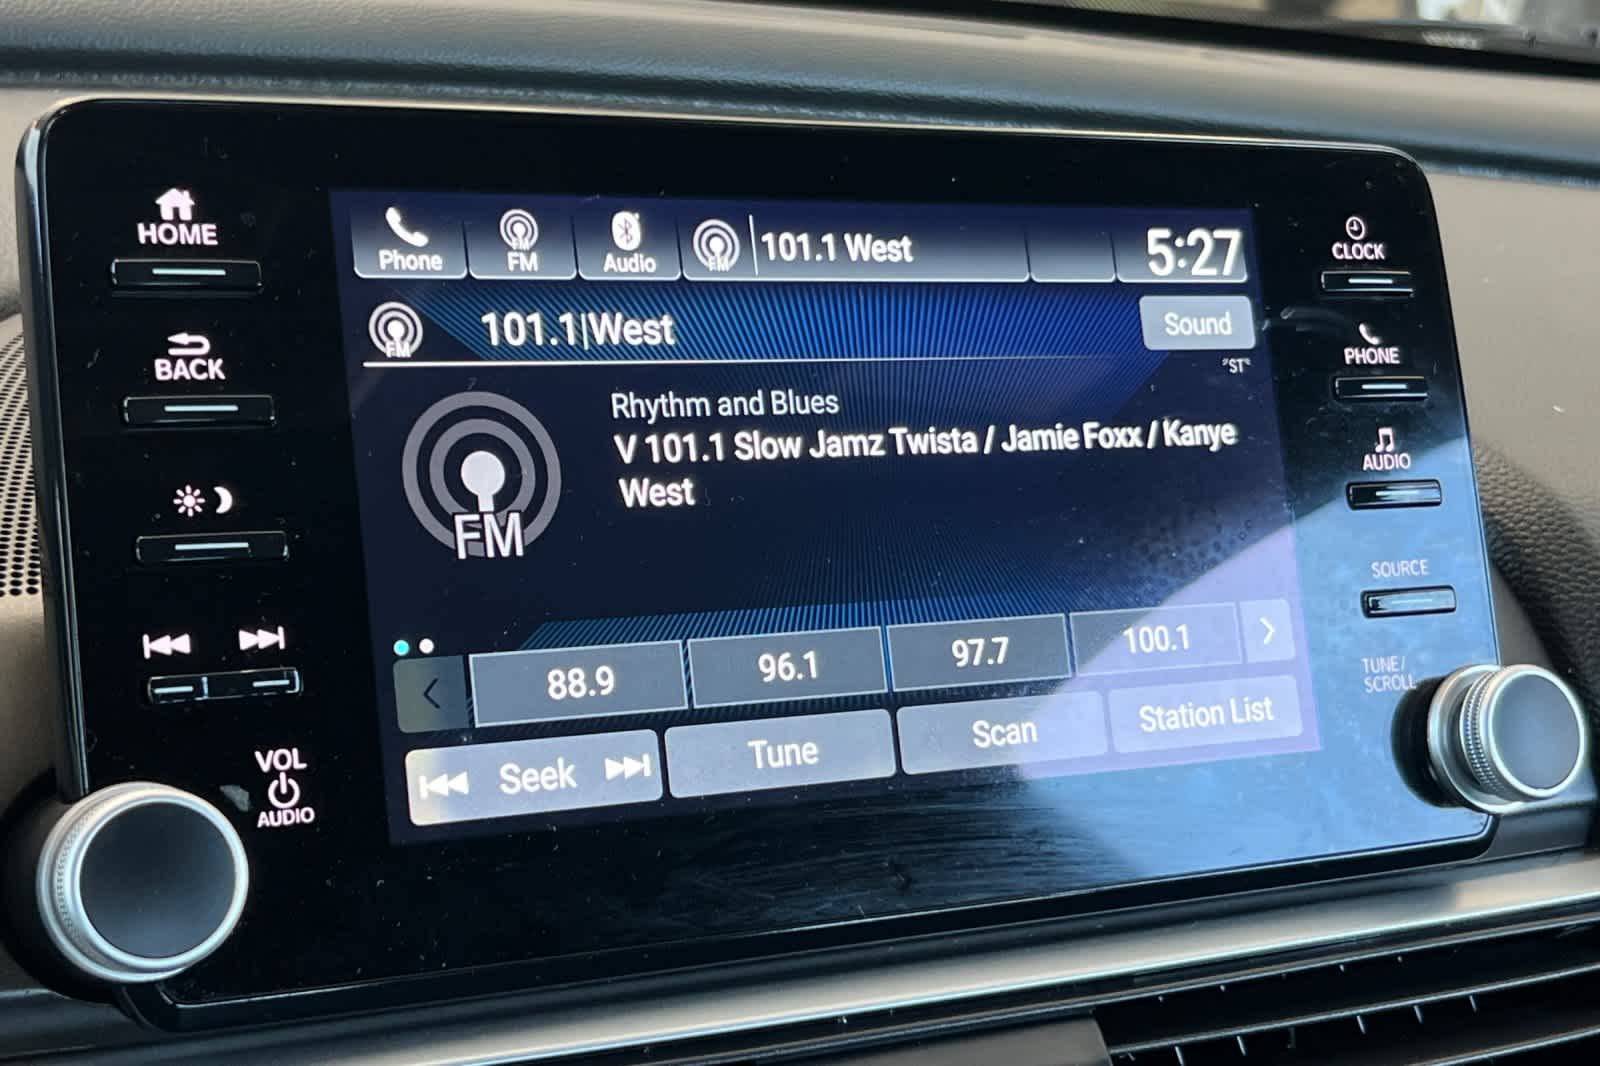 HOME
BACK
VOL
AUDIO
Phone
FM
Audio
FM
101.1 West
5:27
FM
101.1|West
Sound
"ST"
Rhythm and Blues
V 101.1 Slow Jamz Twista / Jamie Foxx / Kanye
West
FM
88.9
96.1
97.7
100.1
Seek
Tune
Scan
Station List
CLOCK
PHONE
AUDIO
SOURCE
TUNE/
SCROLL